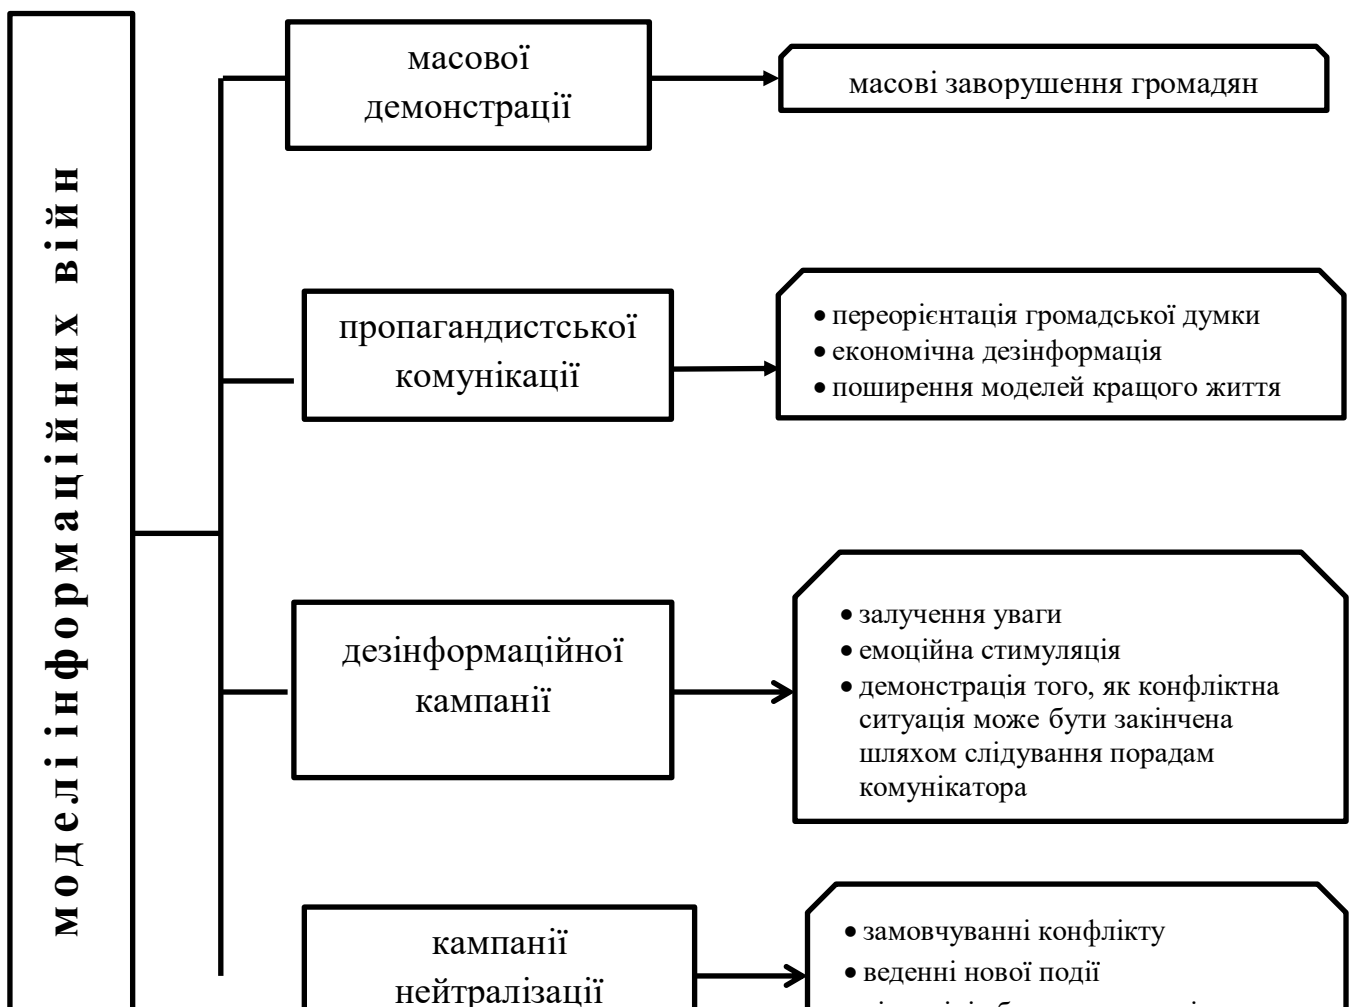 моделі інформаційних війн
масової
демонстрації
масові заворушення громадян
пропагандистської
комунікації
• переорієнтація громадської думки
• економічна дезінформація
• поширення моделей кращого життя
дезінформаційної
кампанії
• залучення уваги
• емоційна стимуляція
• демонстрація того, як конфліктна
ситуація може бути закінчена
шляхом слідування порадам
комунікатора
кампанії
нейтралізації
• замовчуванні конфлікту
• веденні нової події